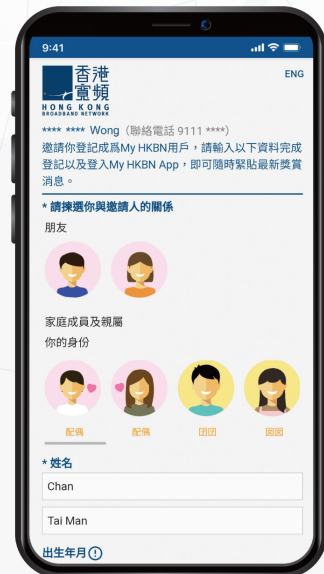 9:41
香港
寬頻
HONG KONG
BROADBAND NETWORK
ENG
**** **** Wong（聯絡電話 9111 ****）
邀請你登記成爲My HKBN用戶，請輸入以下資料完成
登記以及登入My HKBN App，即可隨時緊貼最新獎賞
消息。
* 請揀選你與邀請人的關係
朋友
家庭成員及親屬
你的身份
配偶 配偶 囝囝 囡囡
* 姓名
Chan
Tai Man
出生年月